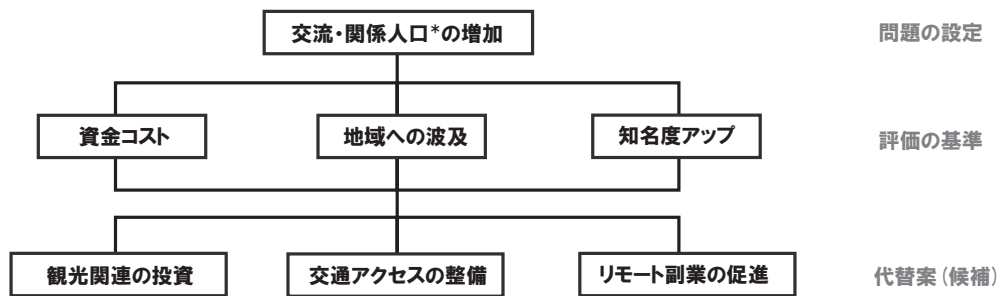 交流・関係人口*の増加
問題の設定
資金コスト
地域への波及
知名度アップ
評価の基準
観光関連の投資
交通アクセスの整備
リモート副業の促進
代替案(候補)